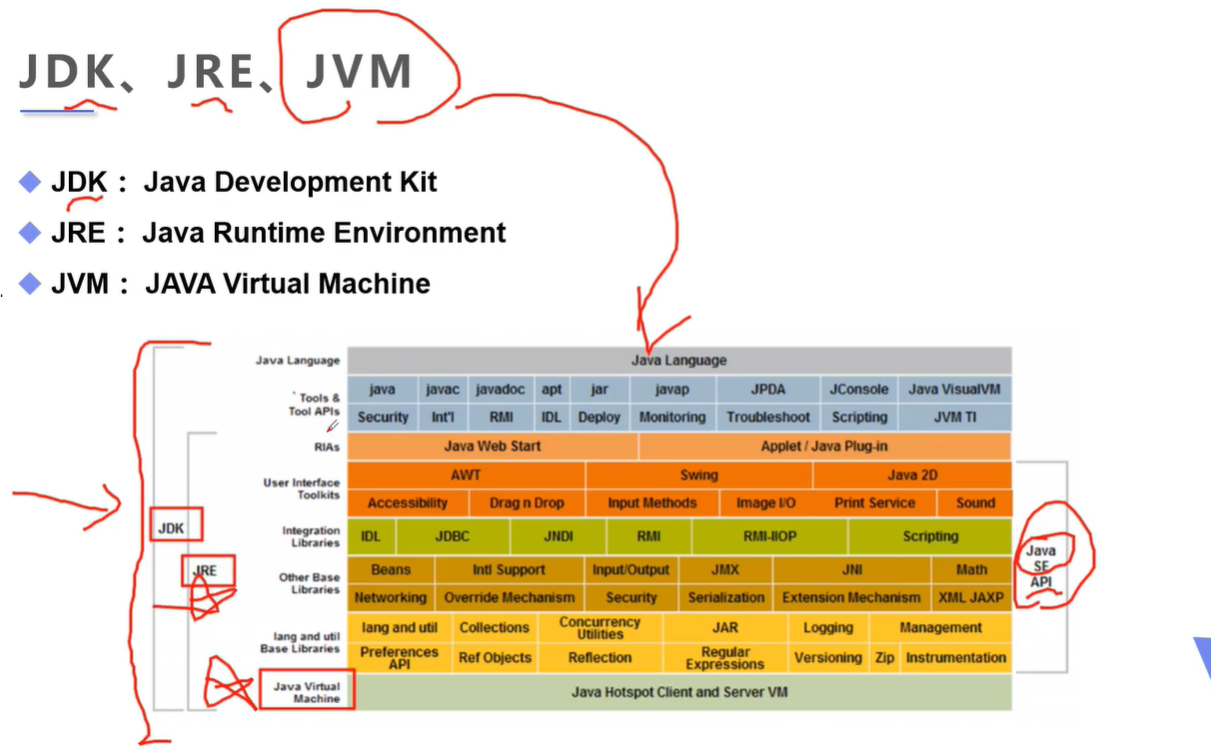 JDK、JRE、JVM
JDK： Java Development Kit
JRE： Java Runtime Environment
JVM： JAVA Virtual Machine
Java Language
Java Language
Tools &
Tool APIs
java javac javadoc apt jar javap JPDA JConsole Java VisualVM
Security Int'l RMI IDL Deploy Monitoring Troubleshoot Scripting JVM TI
RIAs
Java Web Start Applet / Java Plug-in
User Interface
Toolkits
AWT Swing Java 2D
Accessibility Drag n Drop Input Methods Image I/O Print Service Sound
Integration
Libraries
IDL JDBC JNDI RMI RMI-IIOP Scripting
JDK
JRE
Other Base
Libraries
Beans Intl Support Input/Output JMX JNI Math
Networking Override Mechanism Security Serialization Extension Mechanism XML JAXP
Java
SE
API
lang and util
Base Libraries
lang and util Collections Concurrency
Utilities JAR Logging Management
Preferences
API Ref Objects Reflection Regular
Expressions Versioning Zip Instrumentation
Java Virtual
Machine
Java Hotspot Client and Server VM